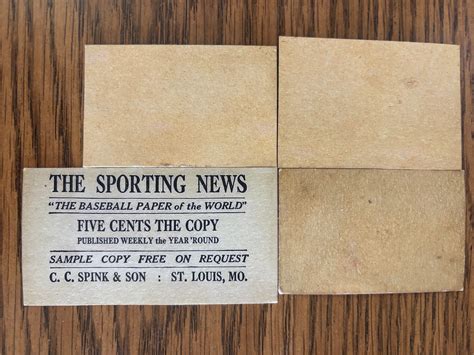 THE SPORTING NEWS
"THE BASEBALL PAPER of the WORLD"
FIVE CENTS THE COPY
PUBLISHED WEEKLY the YEAR 'ROUND
SAMPLE COPY FREE ON REQUEST
C. C. SPINK & SON : ST. LOUIS, MO.